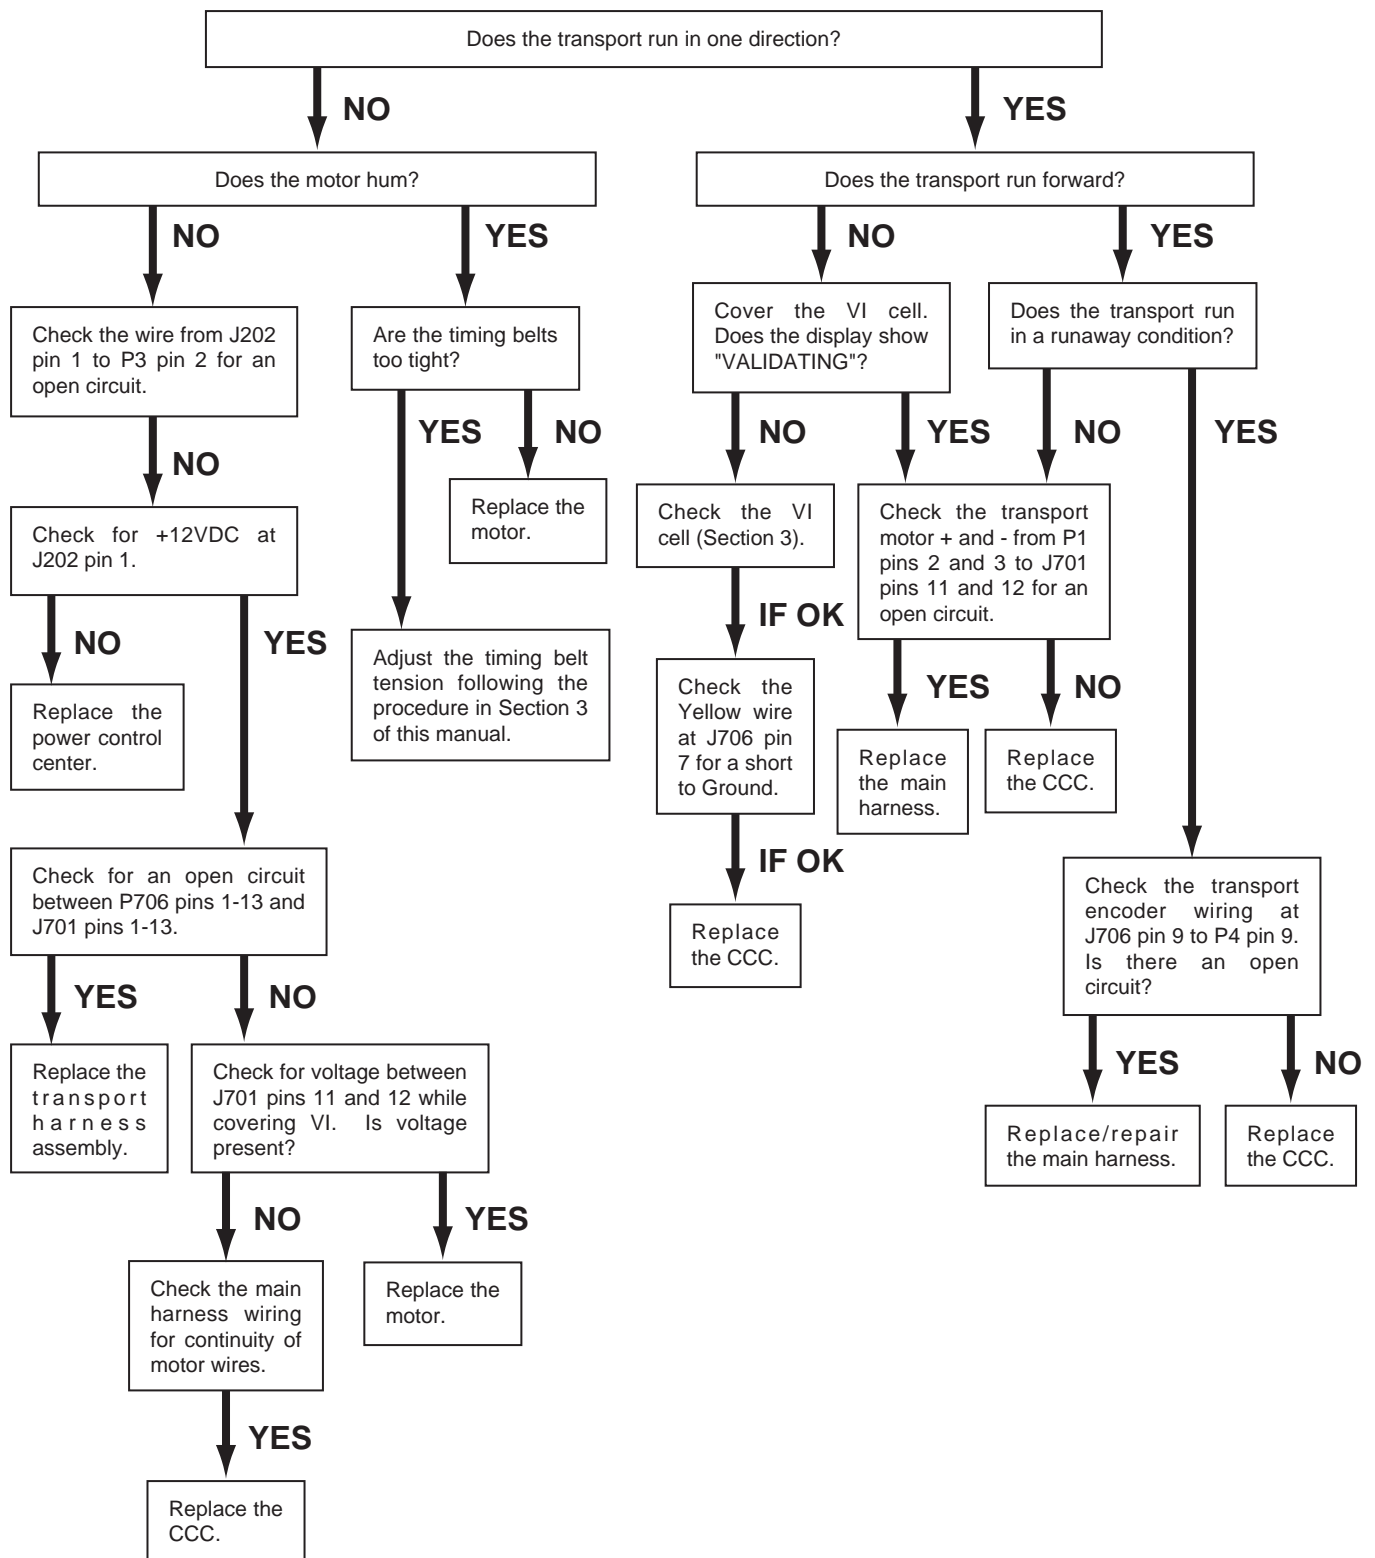 Does the transport run in one direction?
NO
YES
Does the motor hum?
Does the transport run forward?
NO
YES
NO
YES
Check the wire from J202
pin 1 to P3 pin 2 for an
open circuit.
Are the timing belts
too tight?
Cover the VI cell.
Does the display show
"VALIDATING"?
Does the transport run
in a runaway condition?
NO
YES
NO
NO
YES
NO
YES
Check for +12VDC at
J202 pin 1.
Replace the
motor.
Check the VI
cell (Section 3).
Check the transport
motor + and - from P1
pins 2 and 3 to J701
pins 11 and 12 for an
open circuit.
NO
YES
IF OK
YES
NO
Replace the
power control
center.
Adjust the timing belt
tension following the
procedure in Section 3
of this manual.
Check the
Yellow wire
at J706 pin
7 for a short
to Ground.
Replace
the main
harness.
Replace
the CCC.
IF OK
Check for an open circuit
between P706 pins 1-13 and
J701 pins 1-13.
Replace
the CCC.
Check the transport
encoder wiring at
J706 pin 9 to P4 pin 9.
Is there an open
circuit?
YES
NO
YES
NO
Replace the
transport
harness
assembly.
Check for voltage between
J701 pins 11 and 12 while
covering VI. Is voltage
present?
Replace/repair
the main harness.
Replace
the CCC.
NO
YES
Check the main
harness wiring
for continuity of
motor wires.
Replace the
motor.
YES
Replace the
CCC.